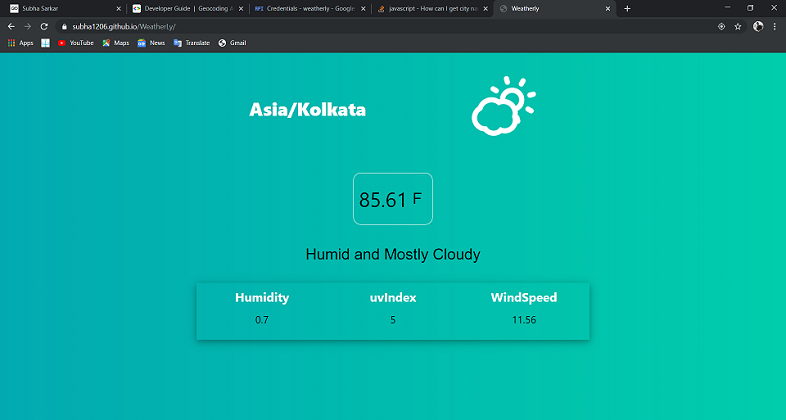 Subha Sarkar
Developer Guide | Geocoding A
Credentials - weatherly - Google
javascript - How can I get city na
Weatherly
subha1206.github.io/WeatherLy/
Apps
YouTube
Maps
News
Translate
Gmail
Asia/Kolkata
85.61 F
Humid and Mostly Cloudy
Humidity uvIndex WindSpeed
0.7 5 11.56